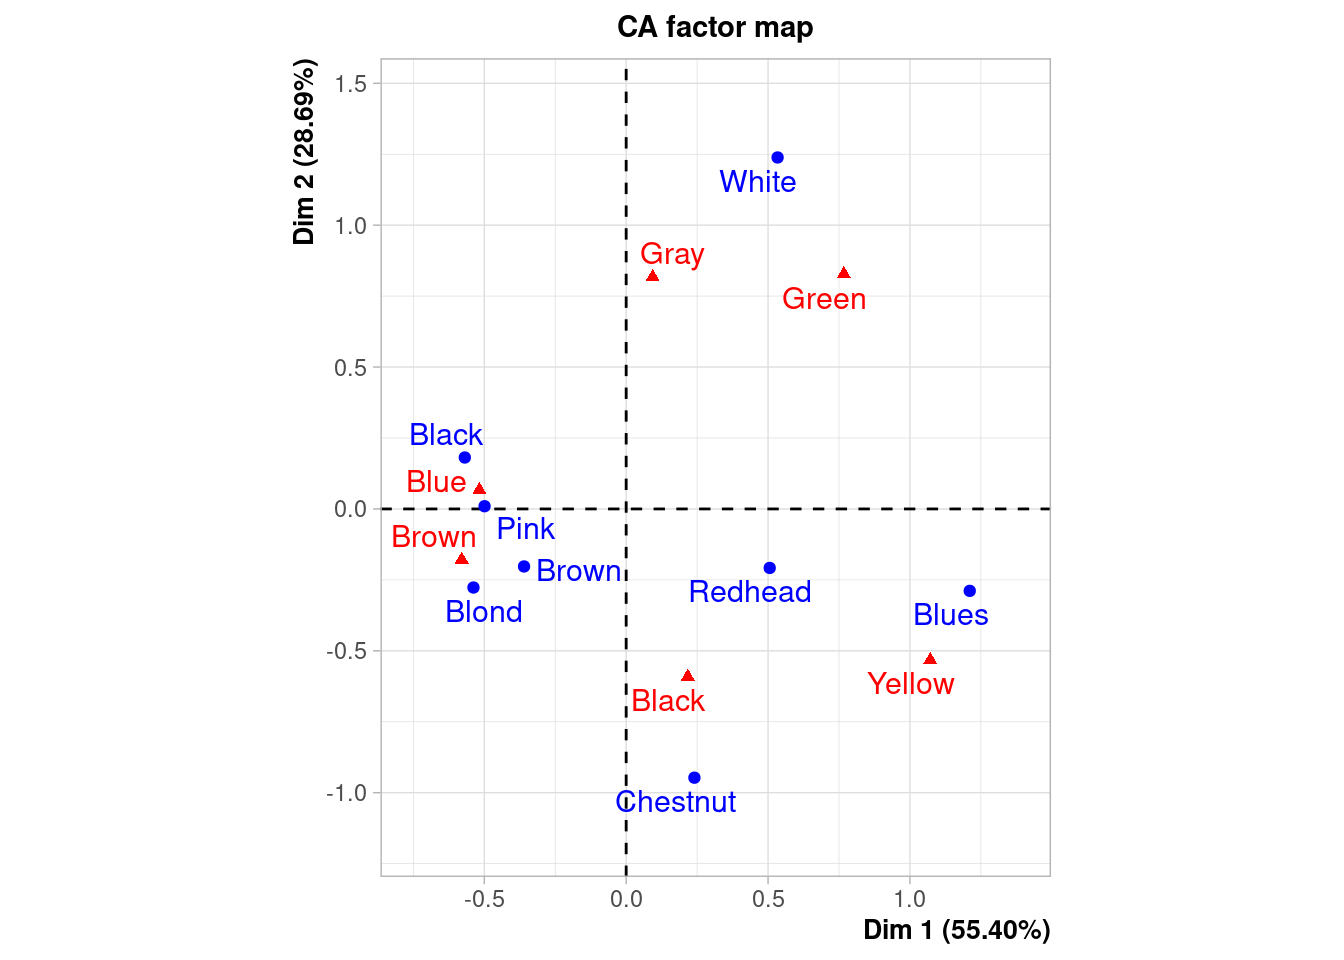 CA factor map
Dim 2 (28.69%)
1.5
1.0
0.5
0.0
-0.5
-1.0
White
Gray
Green
Black
Blue
Pink
Brown
Brown
Blond
Redhead
Blues
Yellow
Black
Chestnut
-0.5
0.0
0.5
1.0
Dim 1 (55.40%)